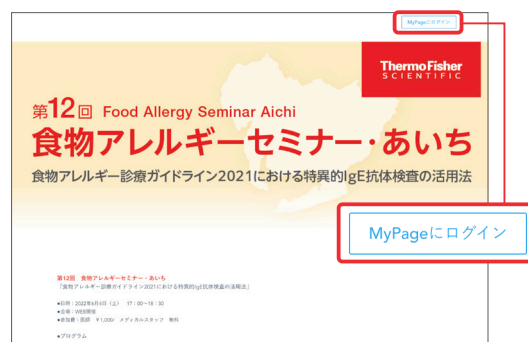 MyPageにログイン
ThermoFisher
SCIENTIFIC
第12回 Food Allergy Seminar Aichi
食物アレルギーセミナー・あいち
食物アレルギー診療ガイドライン2021における特異的IgE抗体検査の活用法
MyPageにログイン
第12回 食物アレルギーセミナー・あいち
「食物アレルギー診療ガイドライン2021における特異的IgE抗体検査の活用法」
●日時：2022年6月4日（土） 17：00～18：30
●会場：WEB開催
●参加費：医師 ￥1,000/ メディカルスタッフ 無料
●プログラム